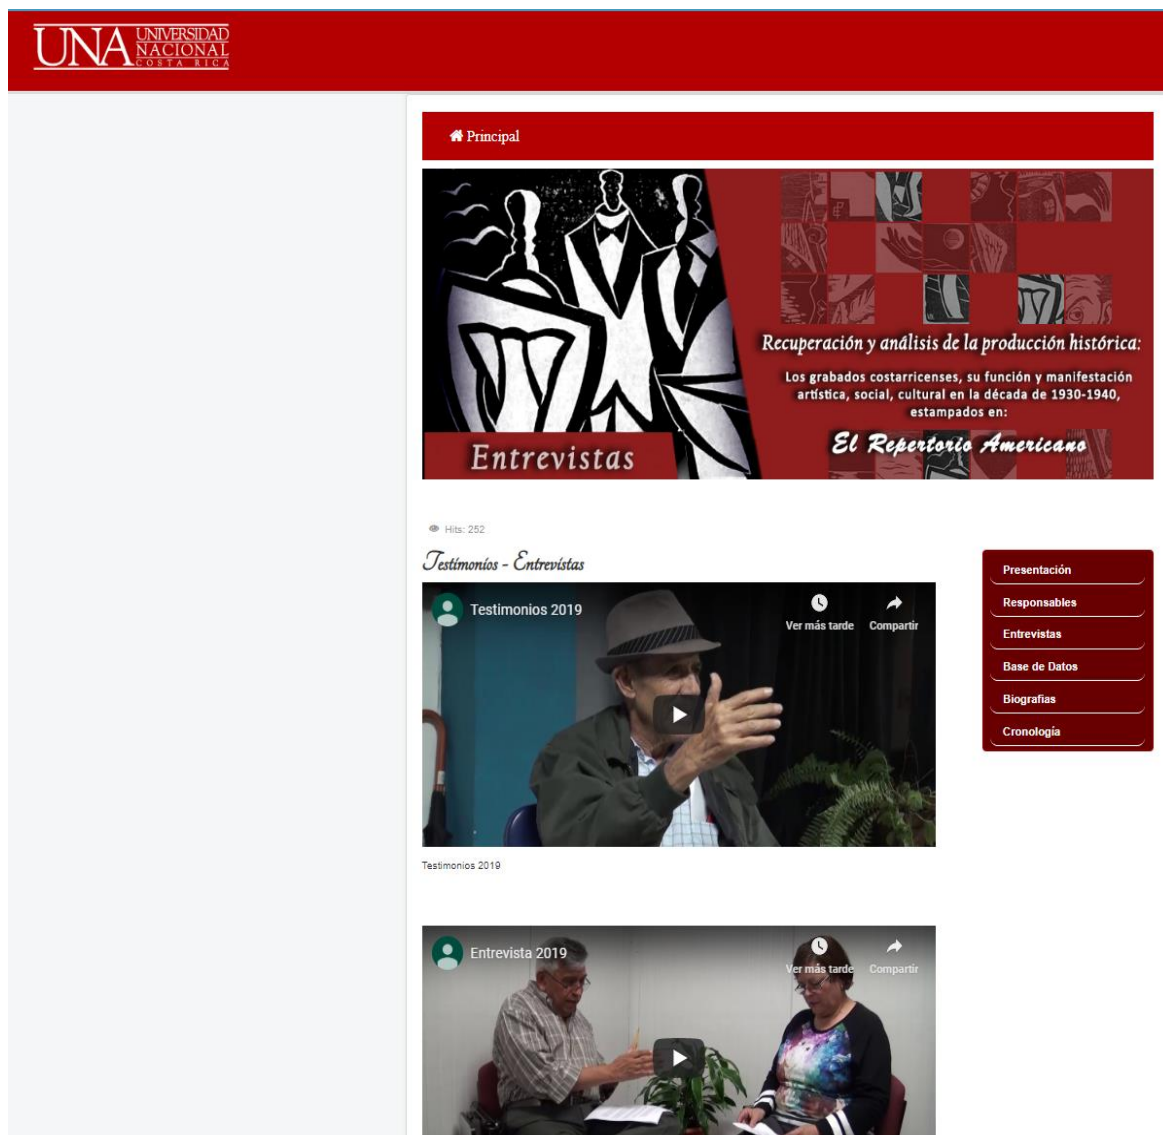 UNA UNIVERSIDAD
NACIONAL
COSTA RICA
Principal
Recuperación y análisis de la producción histórica:
Los grabados costarricenses, su función y manifestación
artística, social, cultural en la década de 1930-1940,
estampados en:
El Repertorio Americano
Entrevistas
Hits: 252
Testimonios - Entrevistas
Testimonios 2019
Ver más tarde
Compartir
Testimonios 2019
Entrevista 2019
Ver más tarde
Compartir
Presentación
Responsables
Entrevistas
Base de Datos
Biografias
Cronología